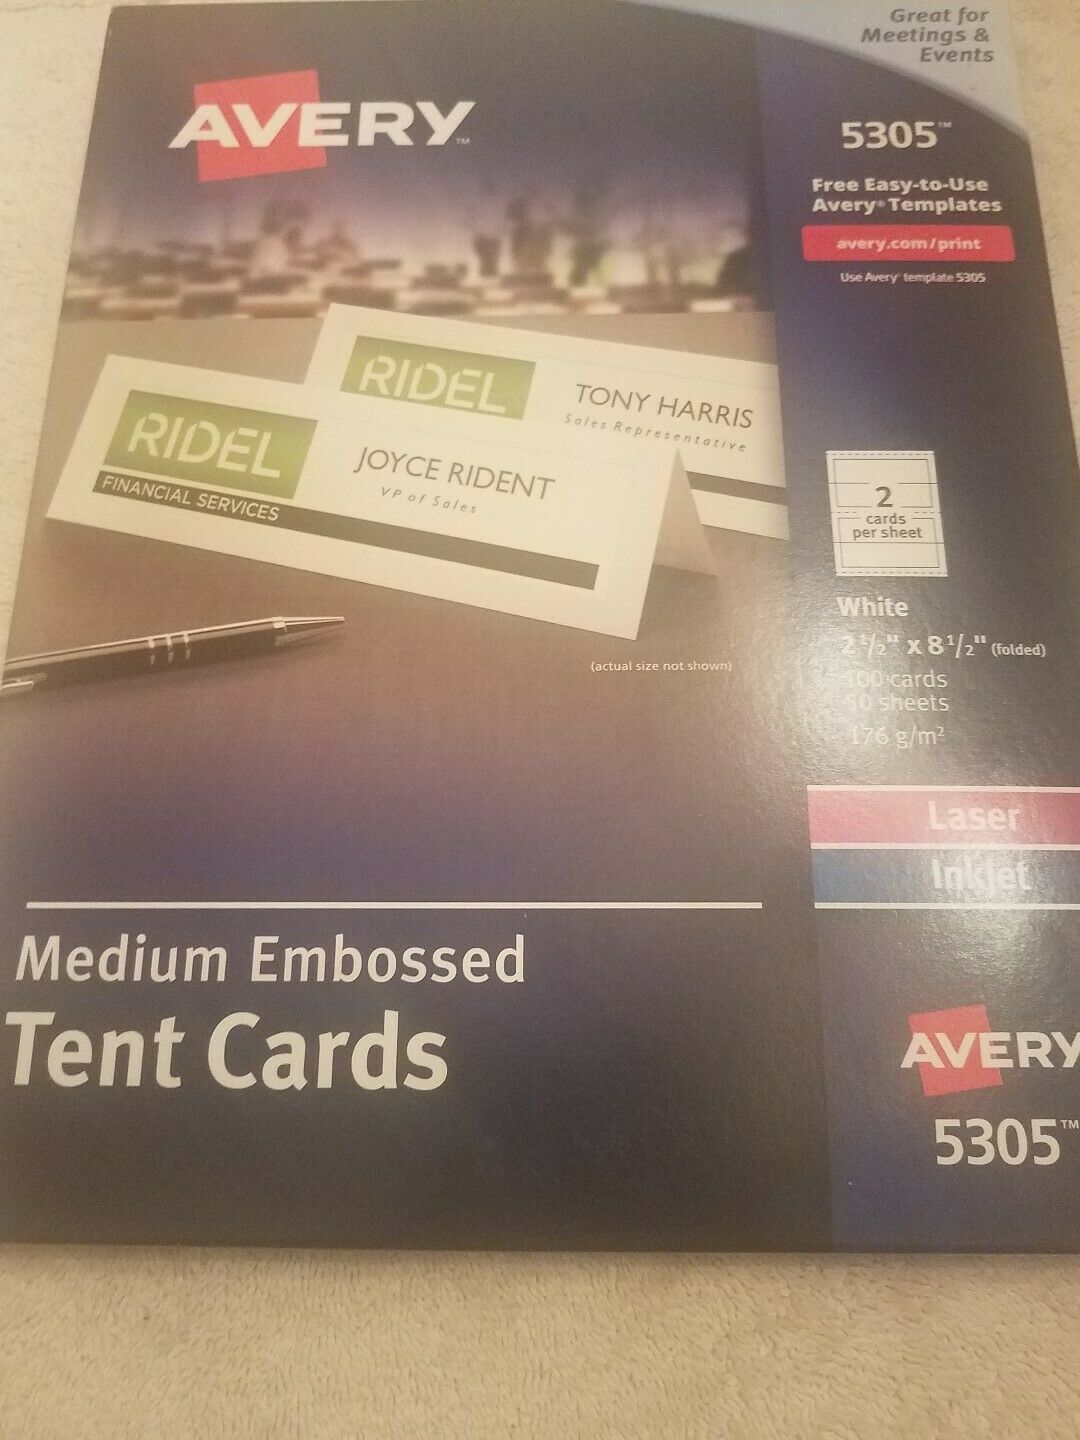 Great for
Meetings &
Events
AVERY™
5305™
Free Easy-to-Use
Avery® Templates
avery.com/print
Use Avery® template 5305
RIDEL
TONY HARRIS
Sales Representative
RIDEL
FINANCIAL SERVICES
JOYCE RIDENT
VP of Sales
2
cards
per sheet
White
2 1/2" x 8 1/2" (folded)
100 cards
50 sheets
176 g/m²
(actual size not shown)
Laser
Inkjet
Medium Embossed
Tent Cards
AVERY
5305™